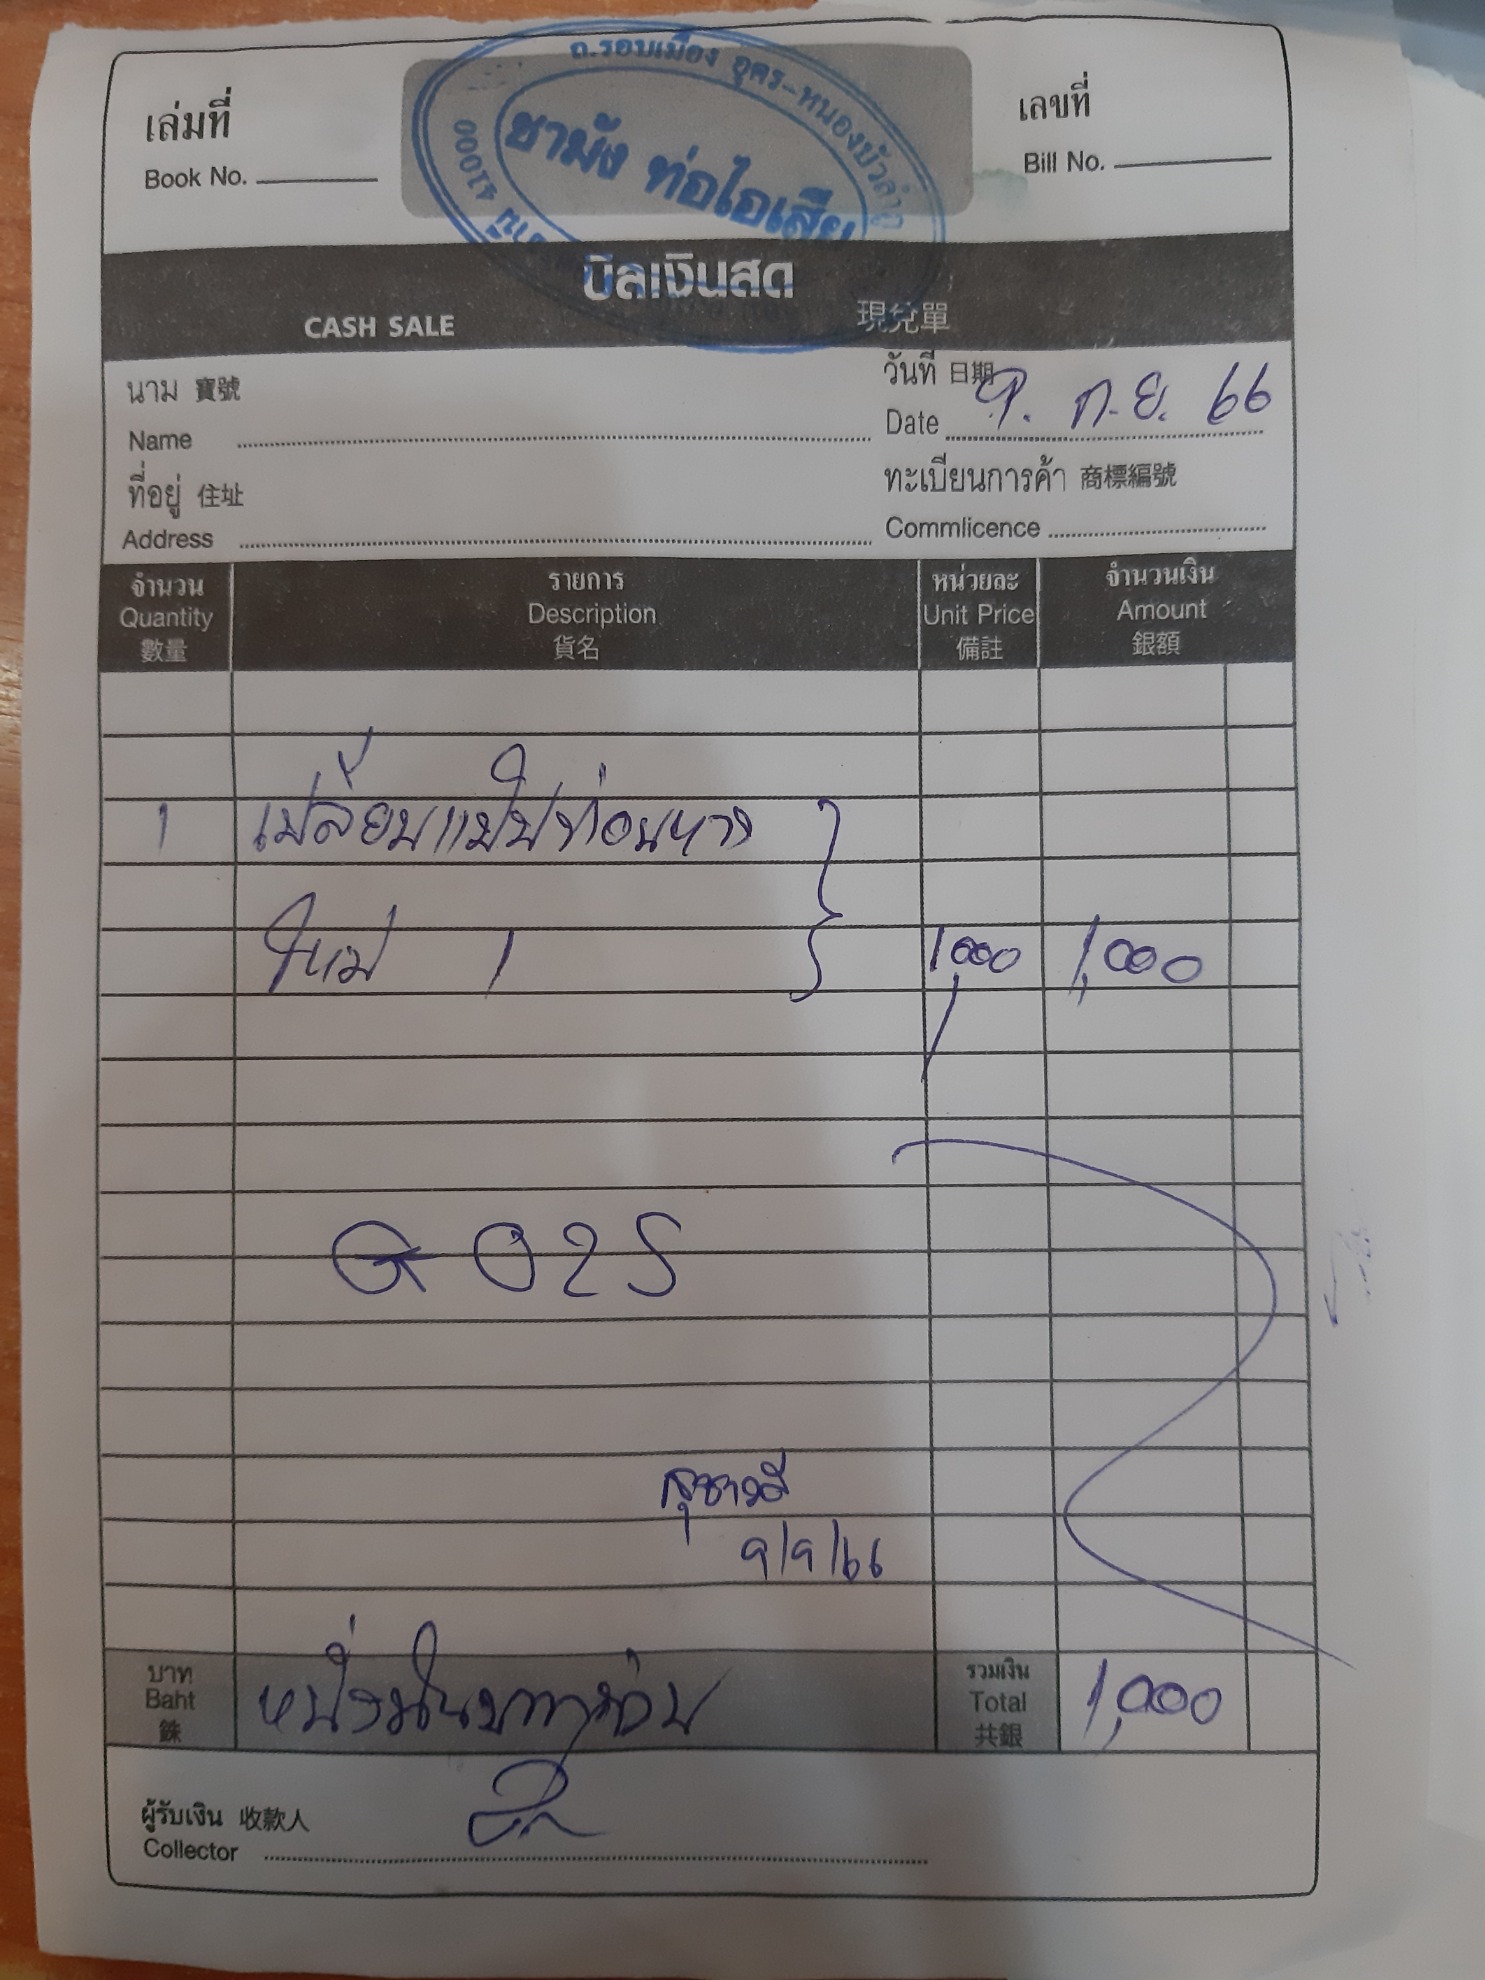 ถ.รอบเมือง อุดร-หนองบัวลำภู
ชามัง ท่อไอเสีย
41000
เล่มที่
Book No.
เลขที่
Bill No.
บิลเงินสด
CASH SALE 現兌單
นาม 寶號
Name
วันที่ 日期
Date 9. ก.ย. 66
ที่อยู่ 住址
Address
ทะเบียนการค้า 商標編號
Commlicence
จำนวน รายการ หน่วยละ จำนวนเงิน
Quantity Description Unit Price Amount
數量 貨名 備註 銀額
1 เปลี่ยนแป๊ปท่อนหาง
ใหม่ 1 1,000 1,000
025
สุชาวดี
9/9/66
บาท รวมเงิน
Baht หนึ่งพันบาทถ้วน Total 1,000
銖 共銀
ผู้รับเงิน 收款人
Collector